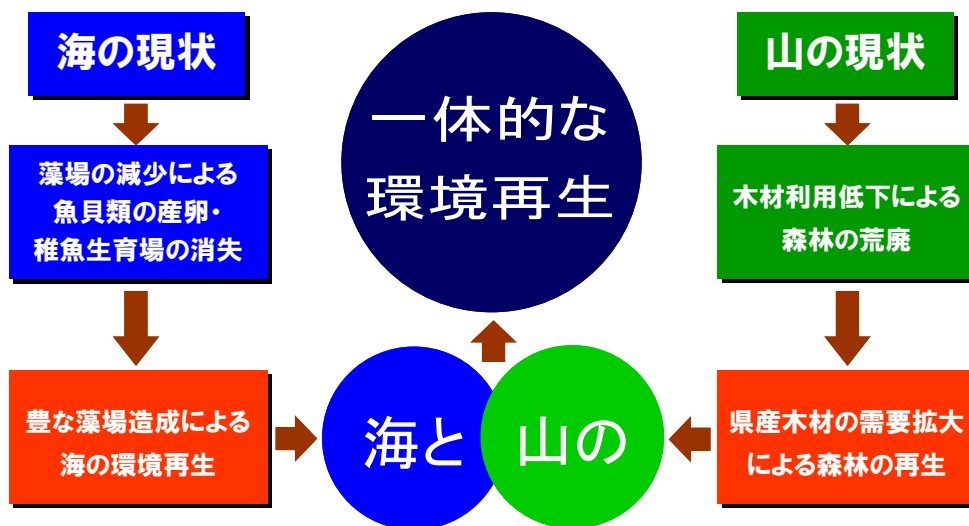 海の現状
藻場の減少による
魚貝類の産卵・
稚魚生育場の消失
豊な藻場造成による
海の環境再生
山の現状
木材利用低下による
森林の荒廃
県産木材の需要拡大
による森林の再生
海と
山の
一体的な
環境再生